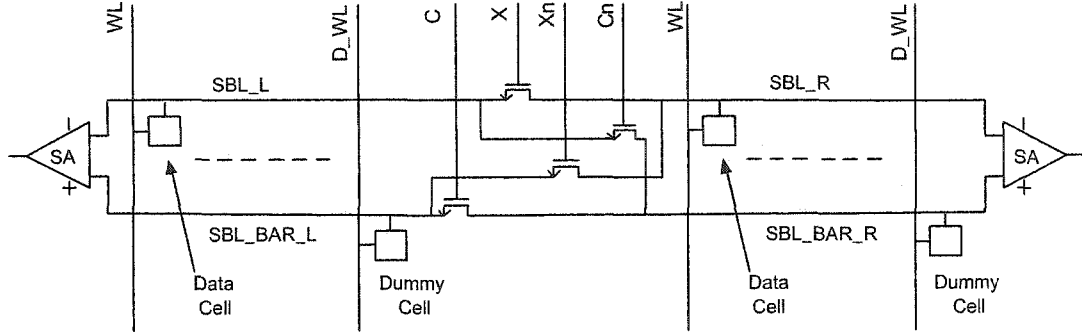 WL
D_WL
C
X
Xn
Cn
WL
D_WL
SBL_L
SBL_R
−
SA
+
−
SA
+
SBL_BAR_L
SBL_BAR_R
Data
Cell
Dummy
Cell
Data
Cell
Dummy
Cell